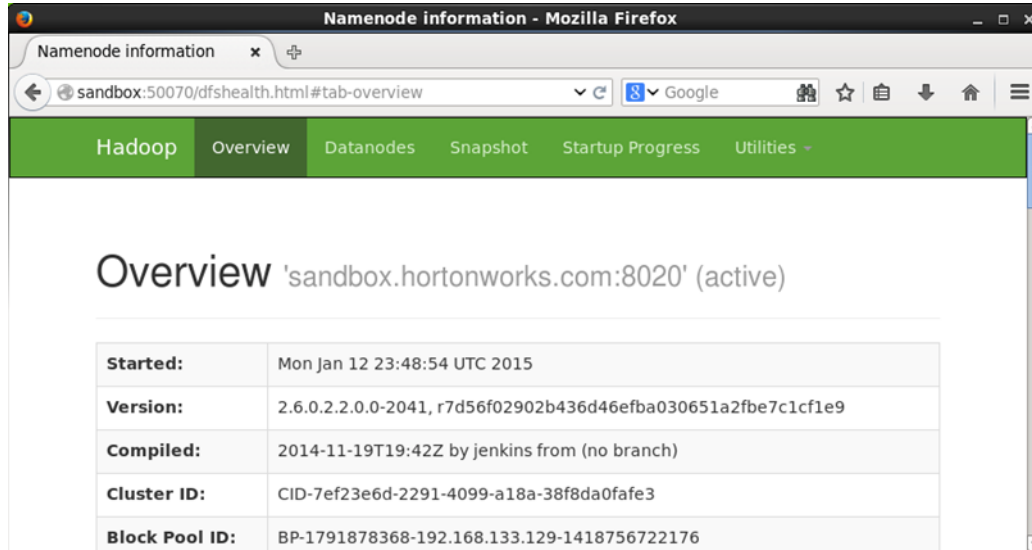 Namenode information - Mozilla Firefox
Namenode information
sandbox:50070/dfshealth.html#tab-overview
8 Google
Hadoop Overview Datanodes Snapshot Startup Progress Utilities
Overview 'sandbox.hortonworks.com:8020' (active)
Started: Mon Jan 12 23:48:54 UTC 2015
Version: 2.6.0.2.2.0.0-2041, r7d56f02902b436d46efba030651a2fbe7c1cf1e9
Compiled: 2014-11-19T19:42Z by jenkins from (no branch)
Cluster ID: CID-7ef23e6d-2291-4099-a18a-38f8da0fafe3
Block Pool ID: BP-1791878368-192.168.133.129-1418756722176